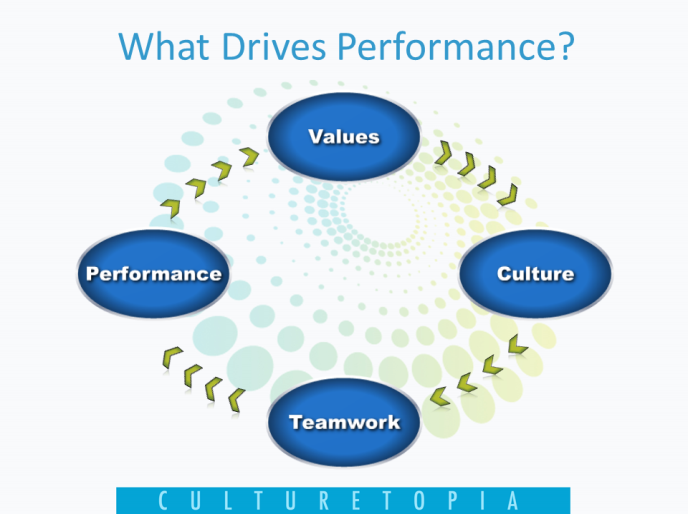 What Drives Performance?
Values
Performance
Culture
Teamwork
CULTURETOPIA